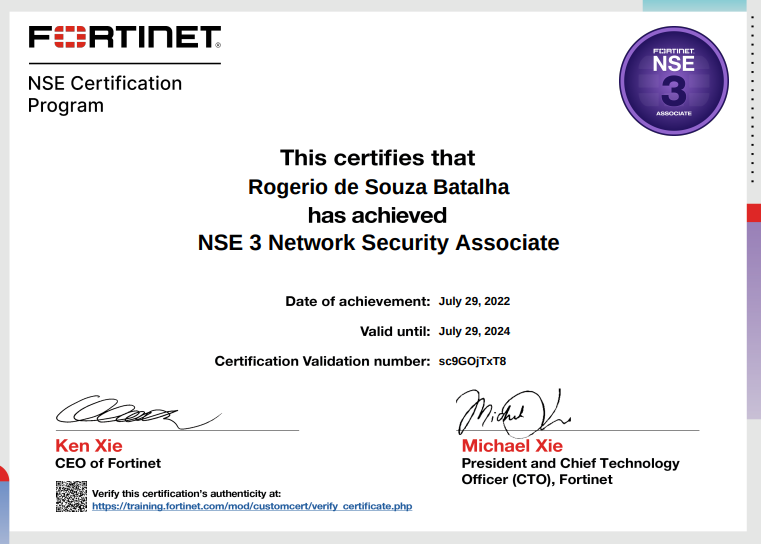 FORTINET®
NSE Certification
Program
FORTINET
NSE
3
ASSOCIATE
This certifies that
Rogerio de Souza Batalha
has achieved
NSE 3 Network Security Associate
Date of achievement: July 29, 2022
Valid until: July 29, 2024
Certification Validation number: sc9GOjTxT8
Ken Xie
CEO of Fortinet
Michael Xie
President and Chief Technology
Officer (CTO), Fortinet
Verify this certification's authenticity at:
https://training.fortinet.com/mod/customcert/verify_certificate.php